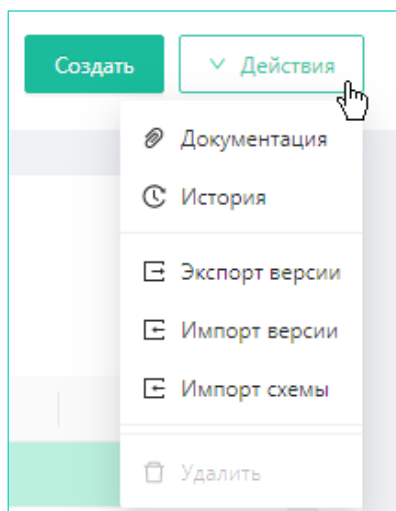 Создать
Действия
Документация
История
Экспорт версии
Импорт версии
Импорт схемы
Удалить